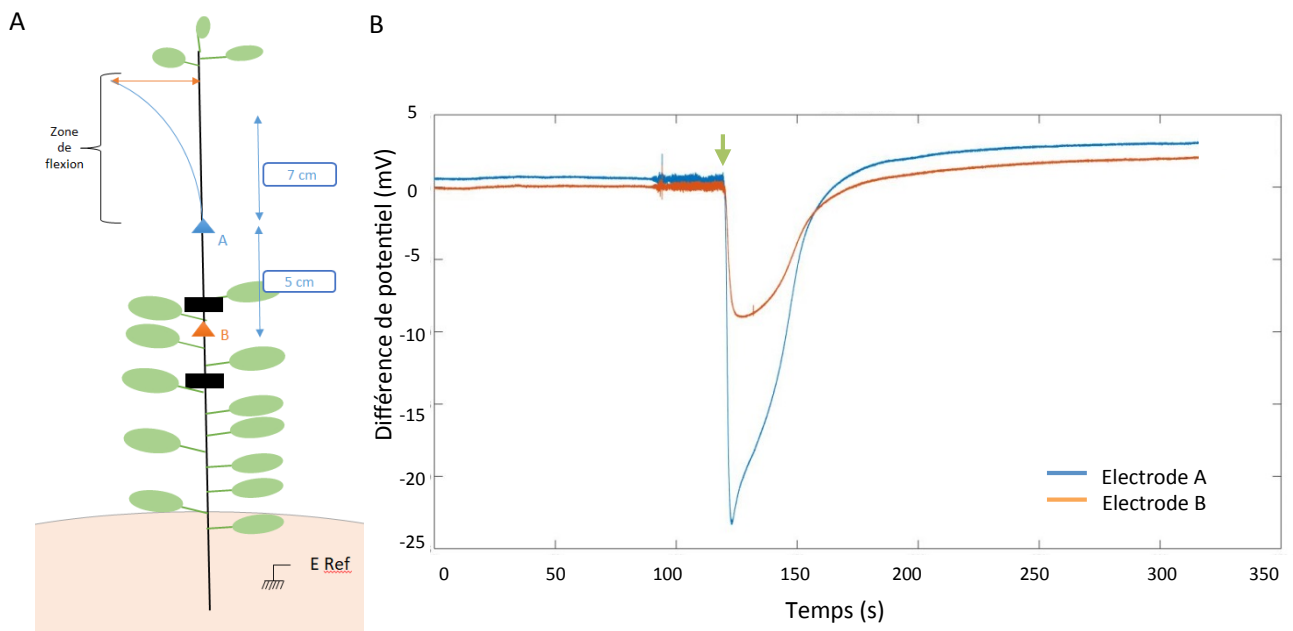 A
Zone
de
flexion
7 cm
A
5 cm
B
E Ref
B
Différence de potentiel (mV)
5
0
-5
-10
-15
-20
-25
0 50 100 150 200 250 300 350
Temps (s)
Electrode A
Electrode B